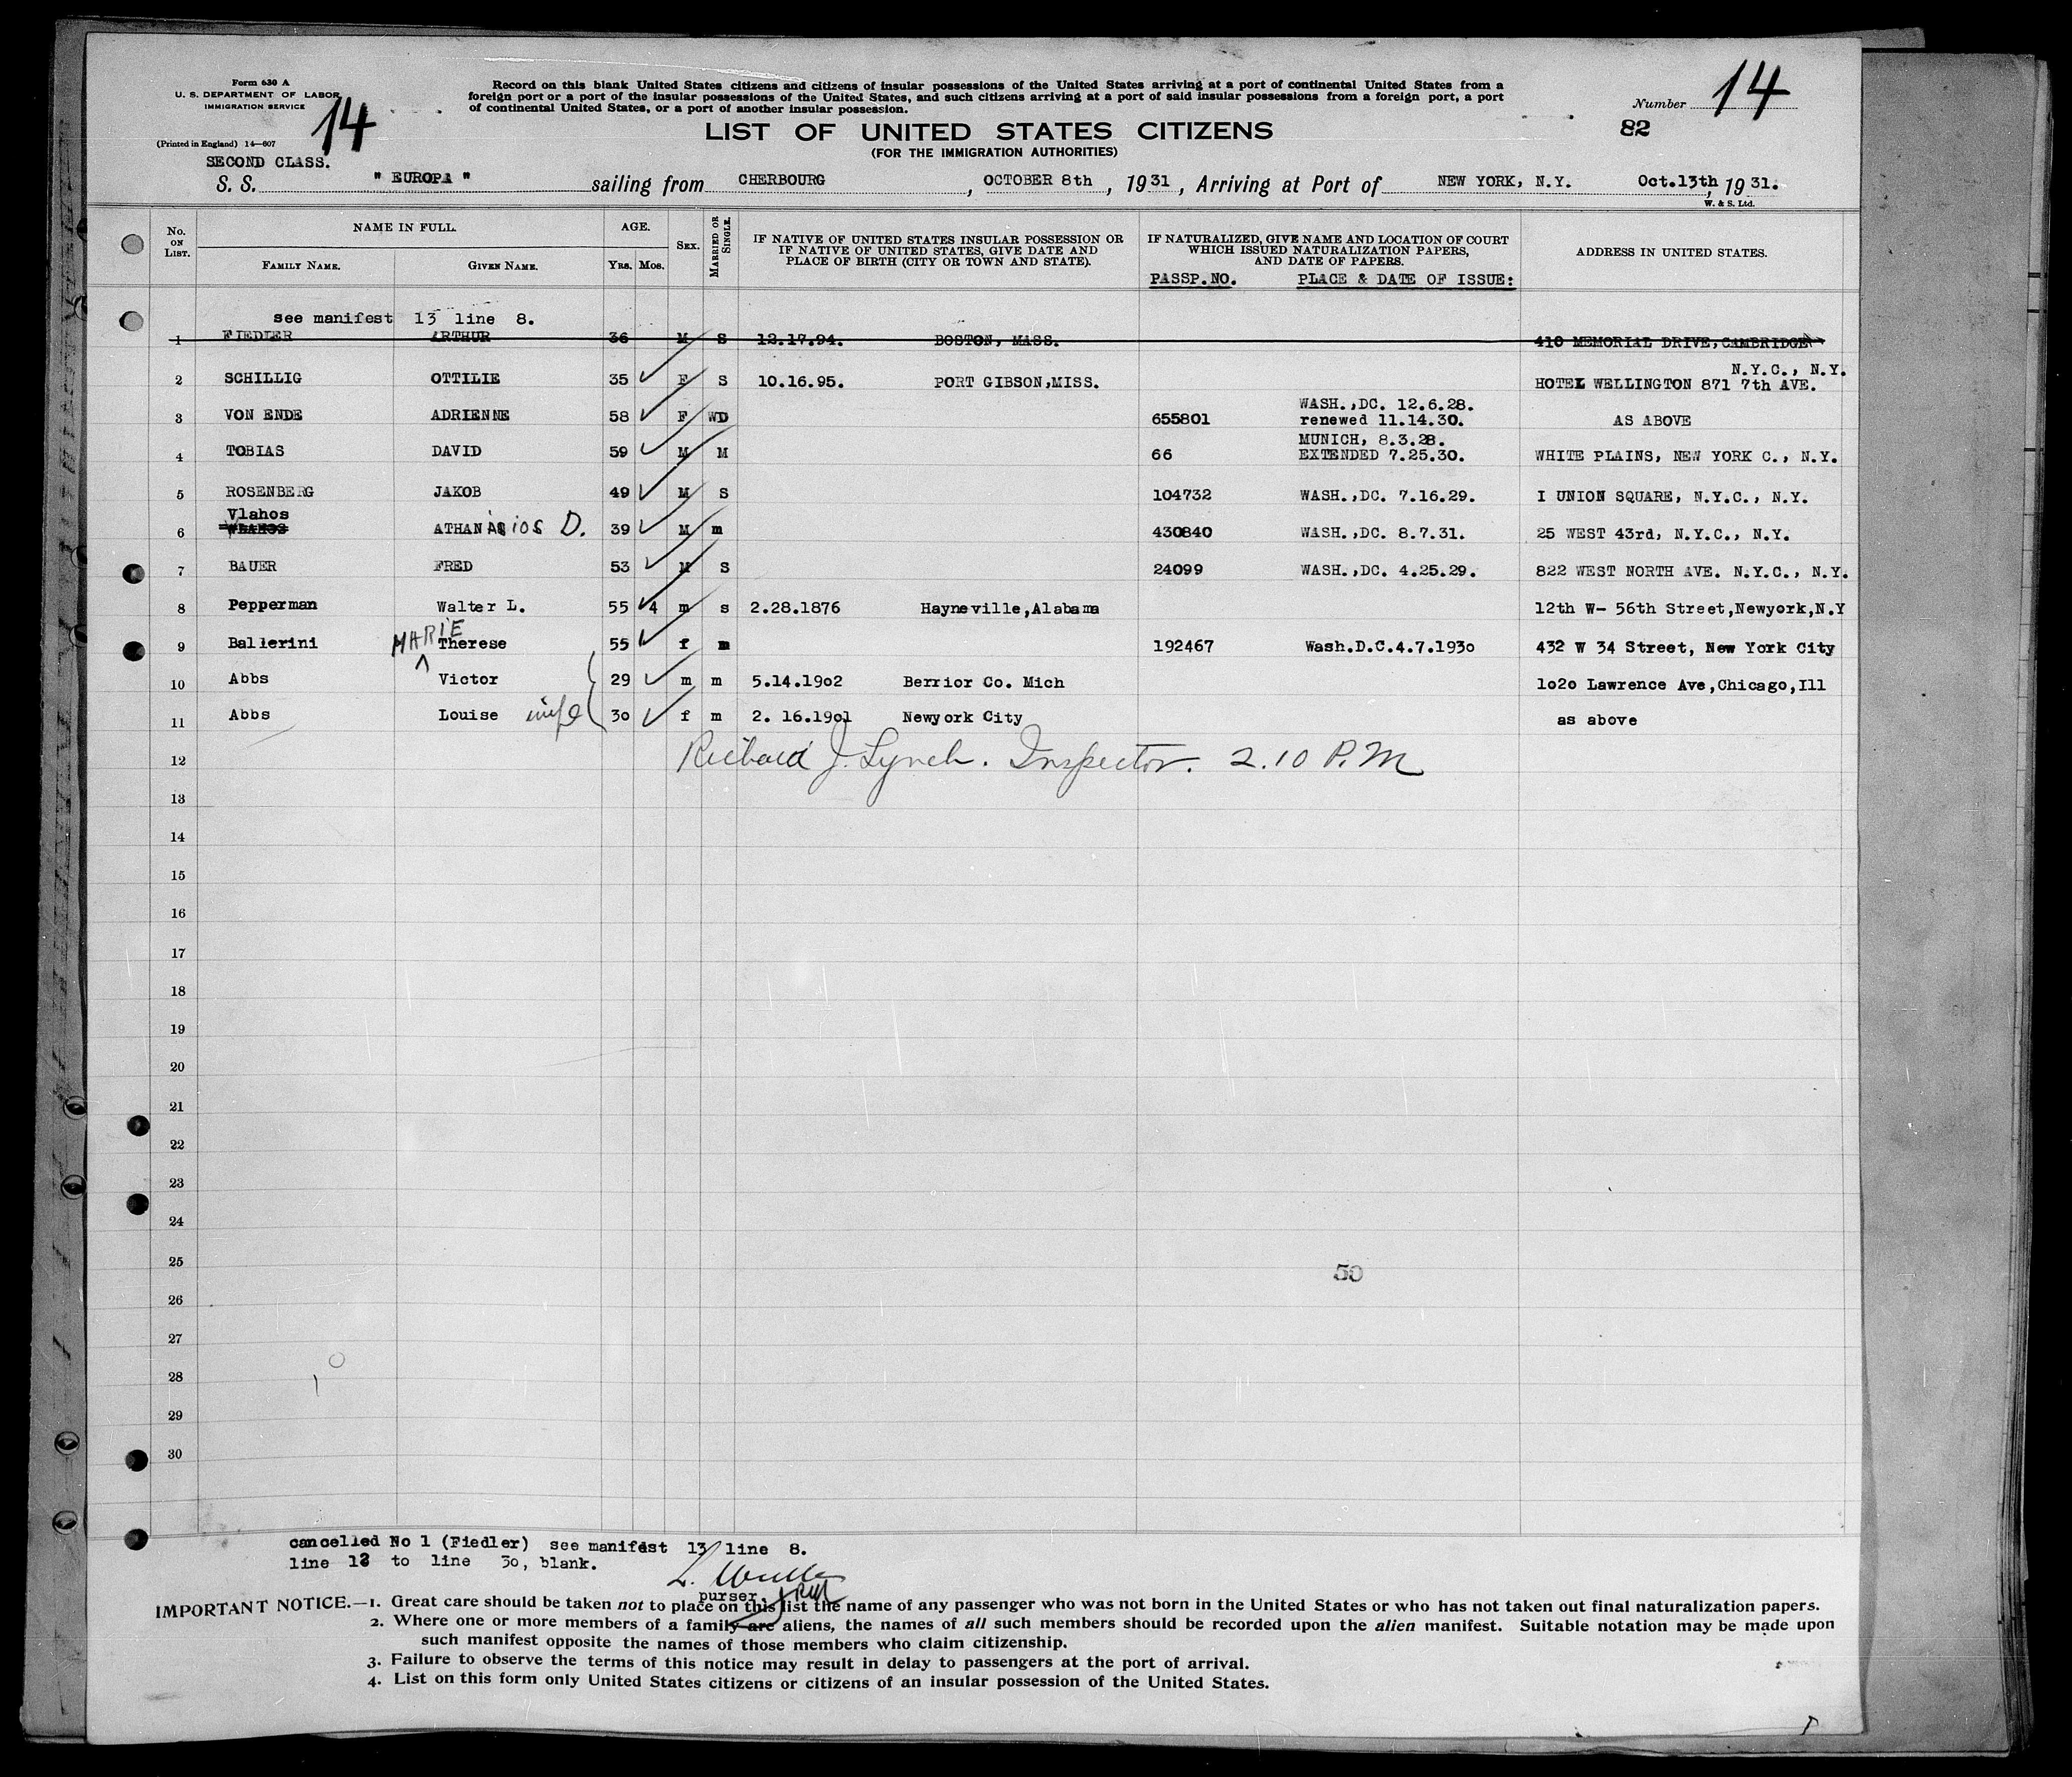 Form 630 A
U. S. DEPARTMENT OF LABOR
IMMIGRATION SERVICE
14
(Printed in England) 14—607
Record on this blank United States citizens and citizens of insular possessions of the United States arriving at a port of continental United States from a
foreign port or a port of the insular possessions of the United States, and such citizens arriving at a port of said insular possessions from a foreign port, a port
of continental United States, or a port of another insular possession.
Number 14
82
LIST OF UNITED STATES CITIZENS
(FOR THE IMMIGRATION AUTHORITIES)
SECOND CLASS.
S. S. " EUROPA " sailing from CHERBOURG, OCTOBER 8th, 1931, Arriving at Port of NEW YORK, N.Y. Oct.13th, 1931.
W. & S. Ltd.
No. ON LIST. NAME IN FULL. AGE. SEX. MARRIED OR SINGLE. IF NATIVE OF UNITED STATES INSULAR POSSESSION OR IF NATIVE OF UNITED STATES, GIVE DATE AND PLACE OF BIRTH (CITY OR TOWN AND STATE). IF NATURALIZED, GIVE NAME AND LOCATION OF COURT WHICH ISSUED NATURALIZATION PAPERS, AND DATE OF PAPERS. ADDRESS IN UNITED STATES.
FAMILY NAME. GIVEN NAME. YRS. MOS.
PASSP.NO. PLACE & DATE OF ISSUE:
see manifest 13 line 8.
1 FIEDLER ARTHUR 36 M S 12.17.94. BOSTON, MASS. 410 MEMORIAL DRIVE, CAMBRIDGE
N.Y.C., N.Y.
2 SCHILLIG OTTILIE 35 F S 10.16.95. PORT GIBSON,MISS. HOTEL WELLINGTON 871 7th AVE.
WASH.,DC. 12.6.28.
3 VON ENDE ADRIENNE 58 F WD 655801 renewed 11.14.30. AS ABOVE
MUNICH, 8.3.28.
4 TOBIAS DAVID 59 M M 66 EXTENDED 7.25.30. WHITE PLAINS, NEW YORK C., N.Y.
5 ROSENBERG JAKOB 49 M S 104732 WASH.,DC. 7.16.29. I UNION SQUARE, N.Y.C., N.Y.
Vlahos
6 ATHANASIOS D. 39 M m 430840 WASH.,DC. 8.7.31. 25 WEST 43rd, N.Y.C., N.Y.
7 BAUER FRED 53 M S 24099 WASH.,DC. 4.25.29. 822 WEST NORTH AVE. N.Y.C., N.Y.
8 Pepperman Walter L. 55 4 m s 2.28.1876 Hayneville,Alabama 12th W- 56th Street,Newyork,N.Y
9 Ballerini MARIE Therese 55 f m 192467 Wash.D.C.4.7.1930 432 W 34 Street, New York City
10 Abbs Victor 29 m m 5.14.1902 Berrior Co. Mich 1o2o Lawrence Ave,Chicago,Ill
11 Abbs Louise wife 30 f m 2. 16.1901 Newyork City as above
12 Richard J. Lynch. Inspector. 2.10 P.M
13
14
15
16
17
18
19
20
21
22
23
24
25
50
26
27
28
29
30
cancelled No 1 (Fiedler) see manifest 13 line 8.
line 12 to line 30, blank.
purser.
IMPORTANT NOTICE.—1. Great care should be taken not to place on this list the name of any passenger who was not born in the United States or who has not taken out final naturalization papers.
2. Where one or more members of a family are aliens, the names of all such members should be recorded upon the alien manifest. Suitable notation may be made upon
such manifest opposite the names of those members who claim citizenship.
3. Failure to observe the terms of this notice may result in delay to passengers at the port of arrival.
4. List on this form only United States citizens or citizens of an insular possession of the United States.